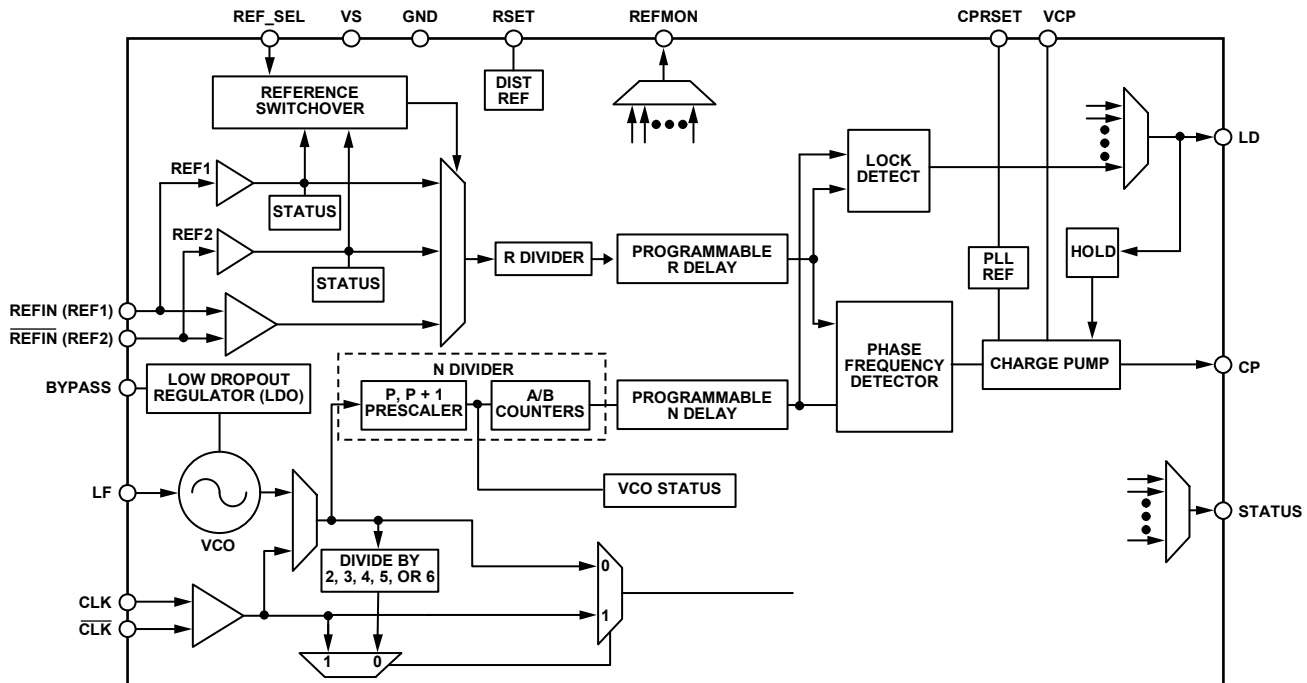 REF_SEL
VS
GND
RSET
REFMON
CPRSET
VCP
REFERENCE
SWITCHOVER
DIST
REF
REF1
STATUS
REF2
STATUS
LOCK
DETECT
LD
HOLD
R DIVIDER
PROGRAMMABLE
R DELAY
PLL
REF
REFIN (REF1)
REFIN (REF2)
BYPASS
LOW DROPOUT
REGULATOR (LDO)
N DIVIDER
P, P + 1
PRESCALER
A/B
COUNTERS
PROGRAMMABLE
N DELAY
PHASE
FREQUENCY
DETECTOR
CHARGE PUMP
CP
LF
VCO
VCO STATUS
STATUS
DIVIDE BY
2, 3, 4, 5, OR 6
0
1
CLK
CLK
1 0